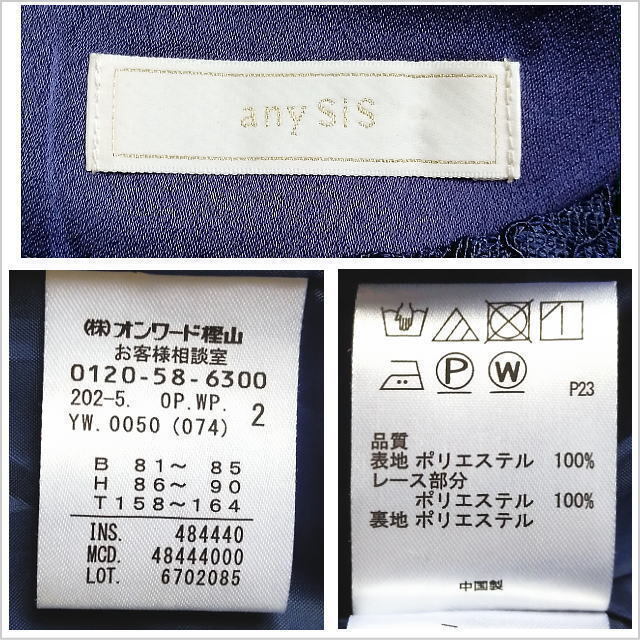 any SiS
(株)オンワード樫山
お客様相談室
0120-58-6300
202-5. OP.WP. 2
YW.0050 (074)
B 81〜 85
H 86〜 90
T 158〜164
INS. 484440
MCD. 48444000
LOT. 6702085
P W
P23
品質
表地 ポリエステル 100%
レース部分
ポリエステル 100%
裏地 ポリエステル
中国製